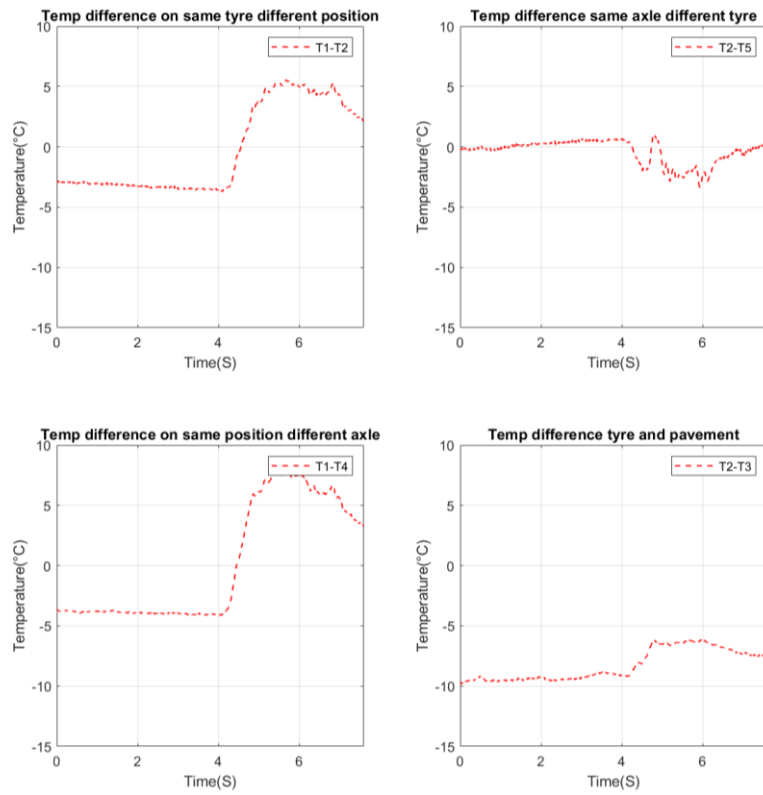 Temp difference on same tyre different position
10
5
0
-5
-10
-15
0 2 4 6
Temperature(°C)
Time(S)
T1-T2
Temp difference same axle different tyre
10
5
0
-5
-10
-15
0 2 4 6
Temperature(°C)
Time(S)
T2-T5
Temp difference on same position different axle
10
5
0
-5
-10
-15
0 2 4 6
Temperature(°C)
Time(S)
T1-T4
Temp difference tyre and pavement
10
5
0
-5
-10
-15
0 2 4 6
Temperature(°C)
Time(S)
T2-T3